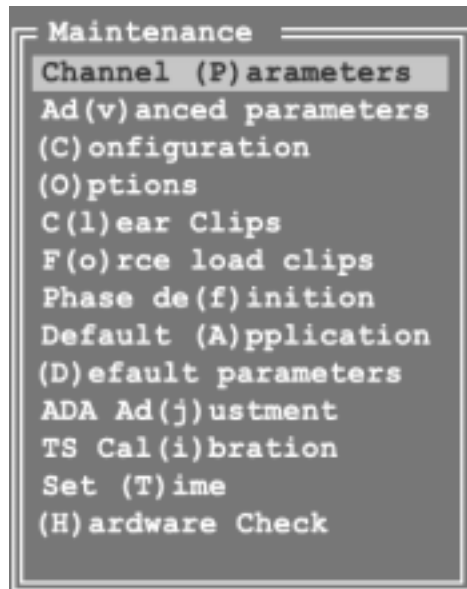 Maintenance
Channel (P)arameters
Ad(v)anced parameters
(C)onfiguration
(O)ptions
C(l)ear Clips
F(o)rce load clips
Phase de(f)inition
Default (A)pplication
(D)efault parameters
ADA Ad(j)ustment
TS Cal(i)bration
Set (T)ime
(H)ardware Check